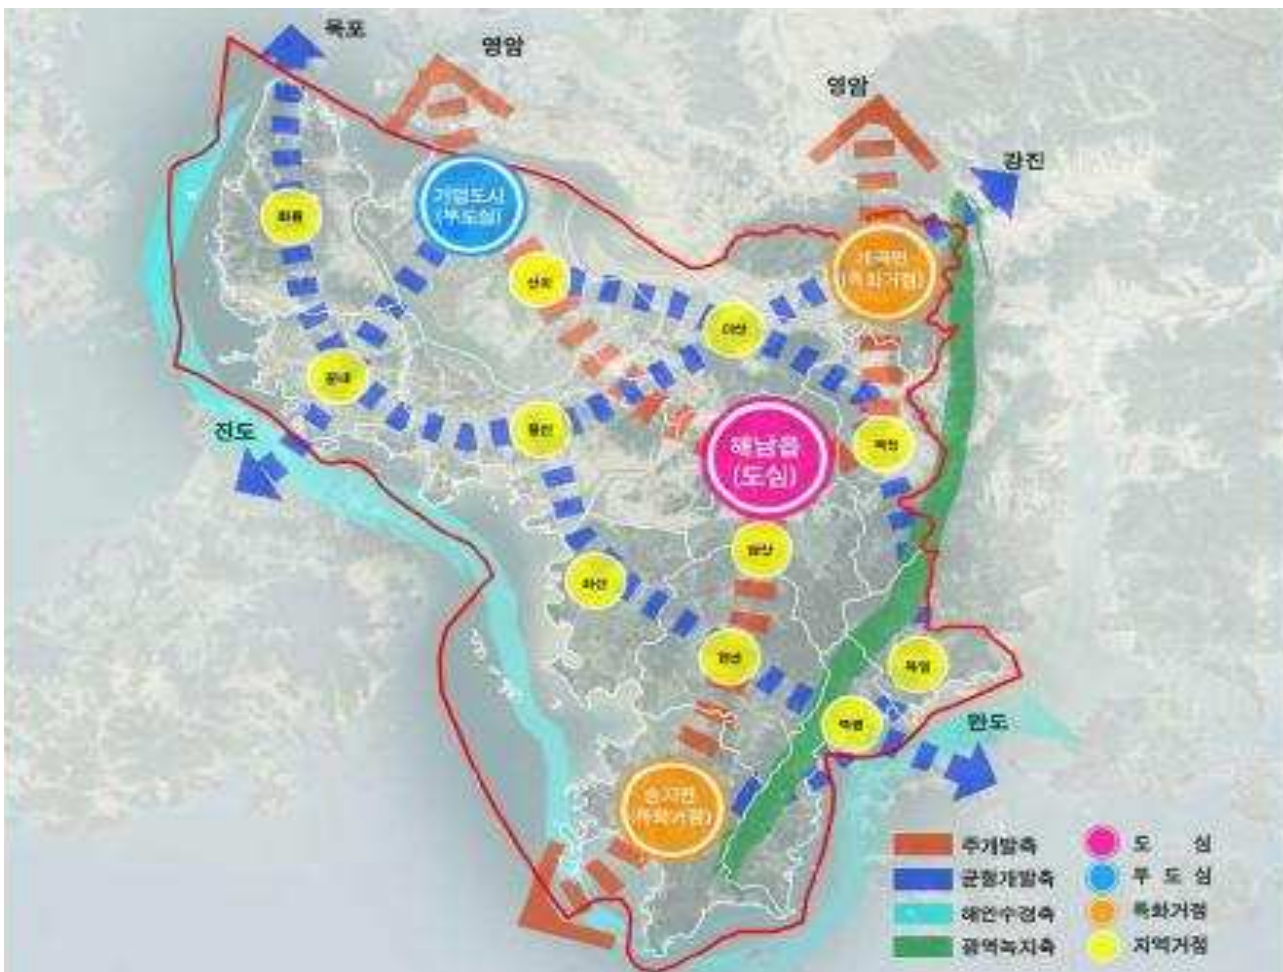 목포
영암
영암
강진
기업도시
(부도심)
화원
계곡면
(특화거점)
산이
마산
문내
황산
진도
해남읍
(도심)
옥천
삼산
화산
현산
북일
북평
완도
송지면
(특화거점)
주개발축
도 심
균형개발축
부 도 심
해안수경축
특화거점
광역녹지축
지역거점